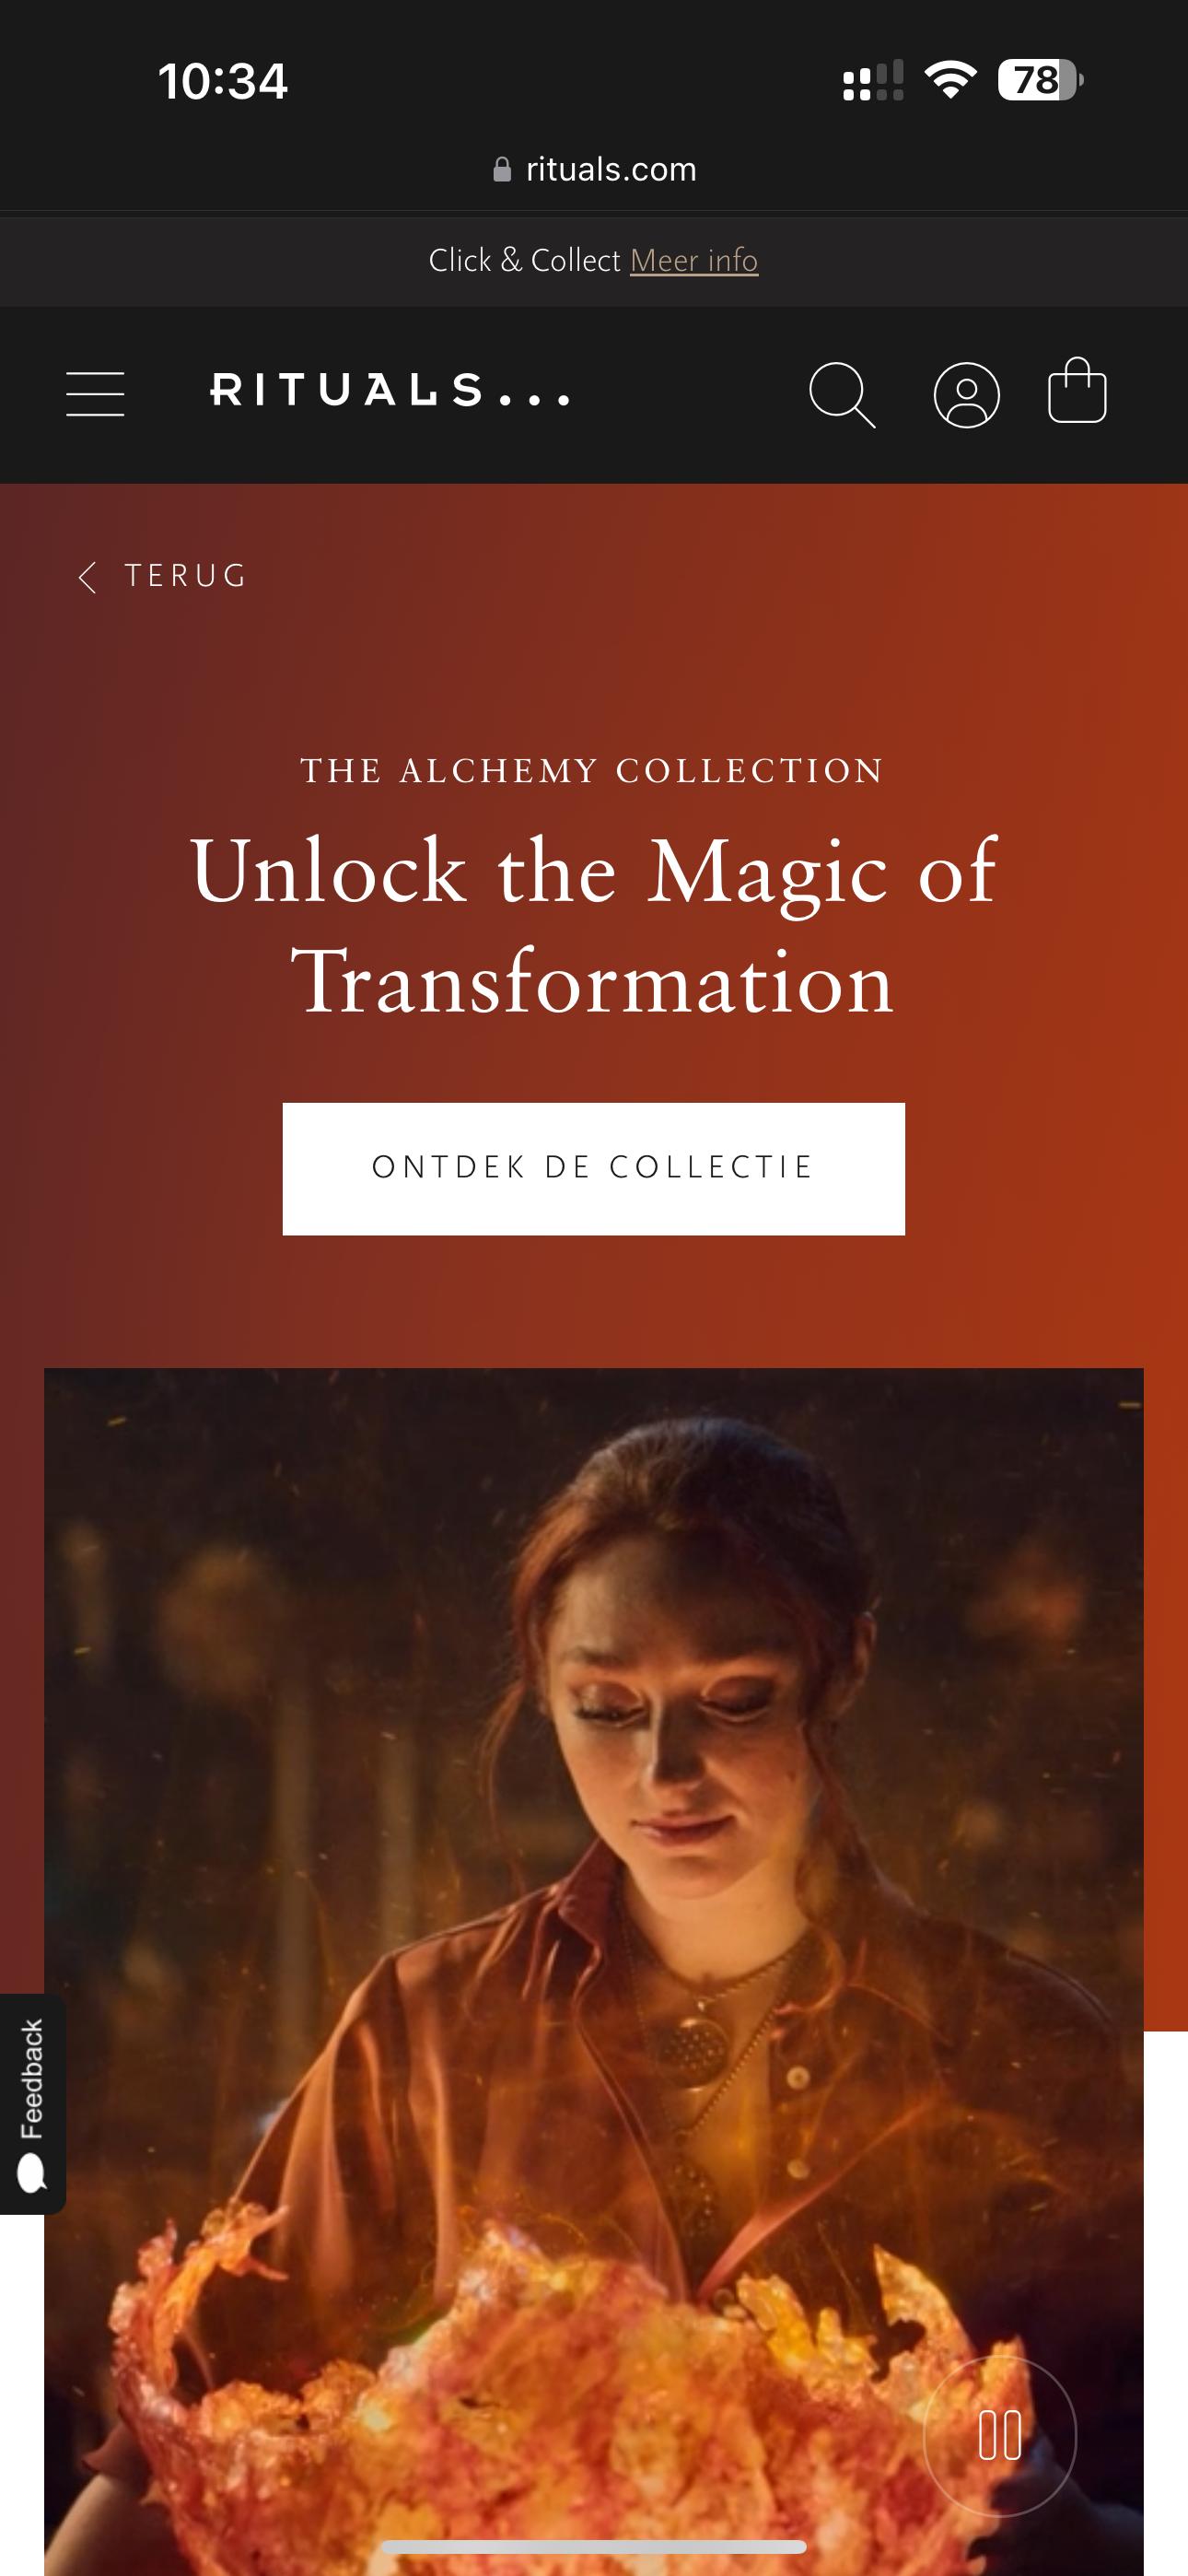 10:34
78
rituals.com
Click & Collect Meer info
RITUALS...
TERUG
THE ALCHEMY COLLECTION
Unlock the Magic of
Transformation
ONTDEK DE COLLECTIE
Feedback